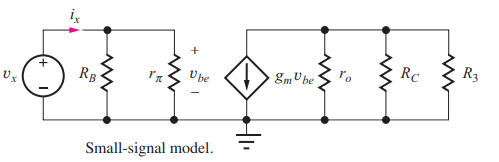 i_x
v_x
+
-
R_B
r_π
+
v_be
-
g_m v_be
r_o
R_C
R_3
Small-signal model.